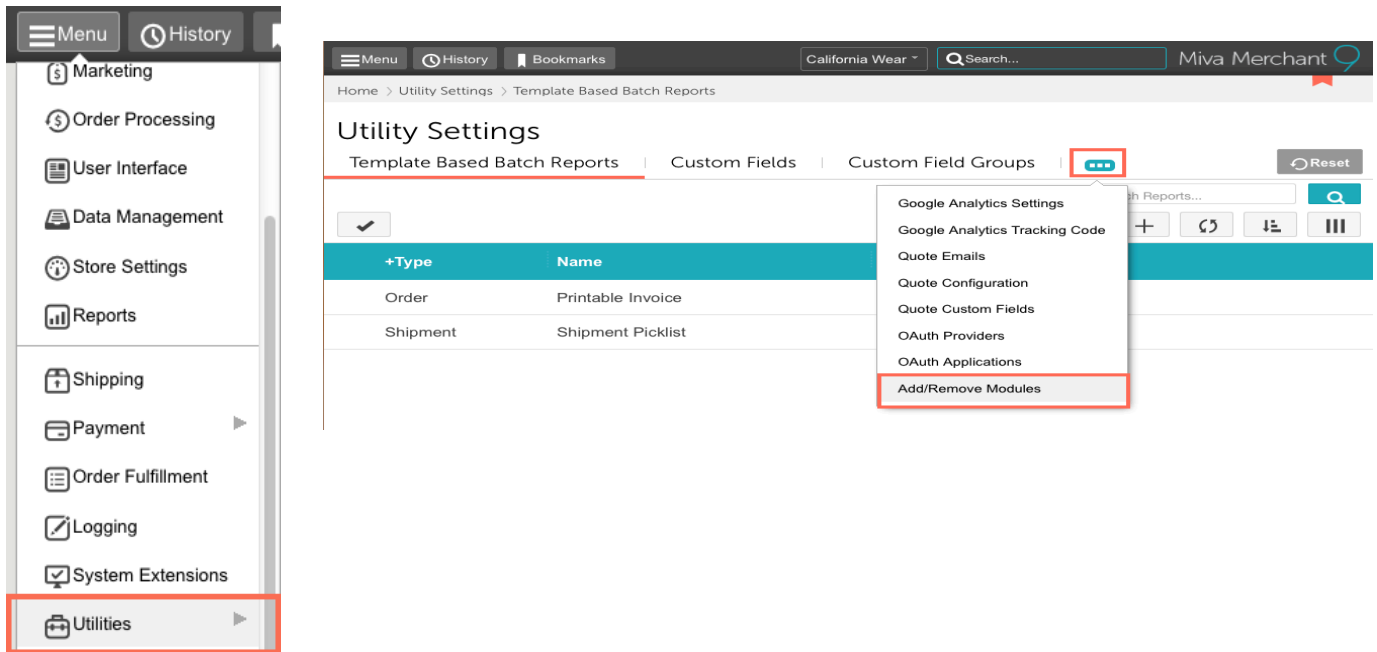 Menu History
Marketing
Order Processing
User Interface
Data Management
Store Settings
Reports
Shipping
Payment
Order Fulfillment
Logging
System Extensions
Utilities
Menu History Bookmarks California Wear Search... Miva Merchant 9
Home > Utility Settings > Template Based Batch Reports
Utility Settings
Template Based Batch Reports | Custom Fields | Custom Field Groups | Reset
Reports...
+Type Name
Order Printable Invoice
Shipment Shipment Picklist
Google Analytics Settings
Google Analytics Tracking Code
Quote Emails
Quote Configuration
Quote Custom Fields
OAuth Providers
OAuth Applications
Add/Remove Modules